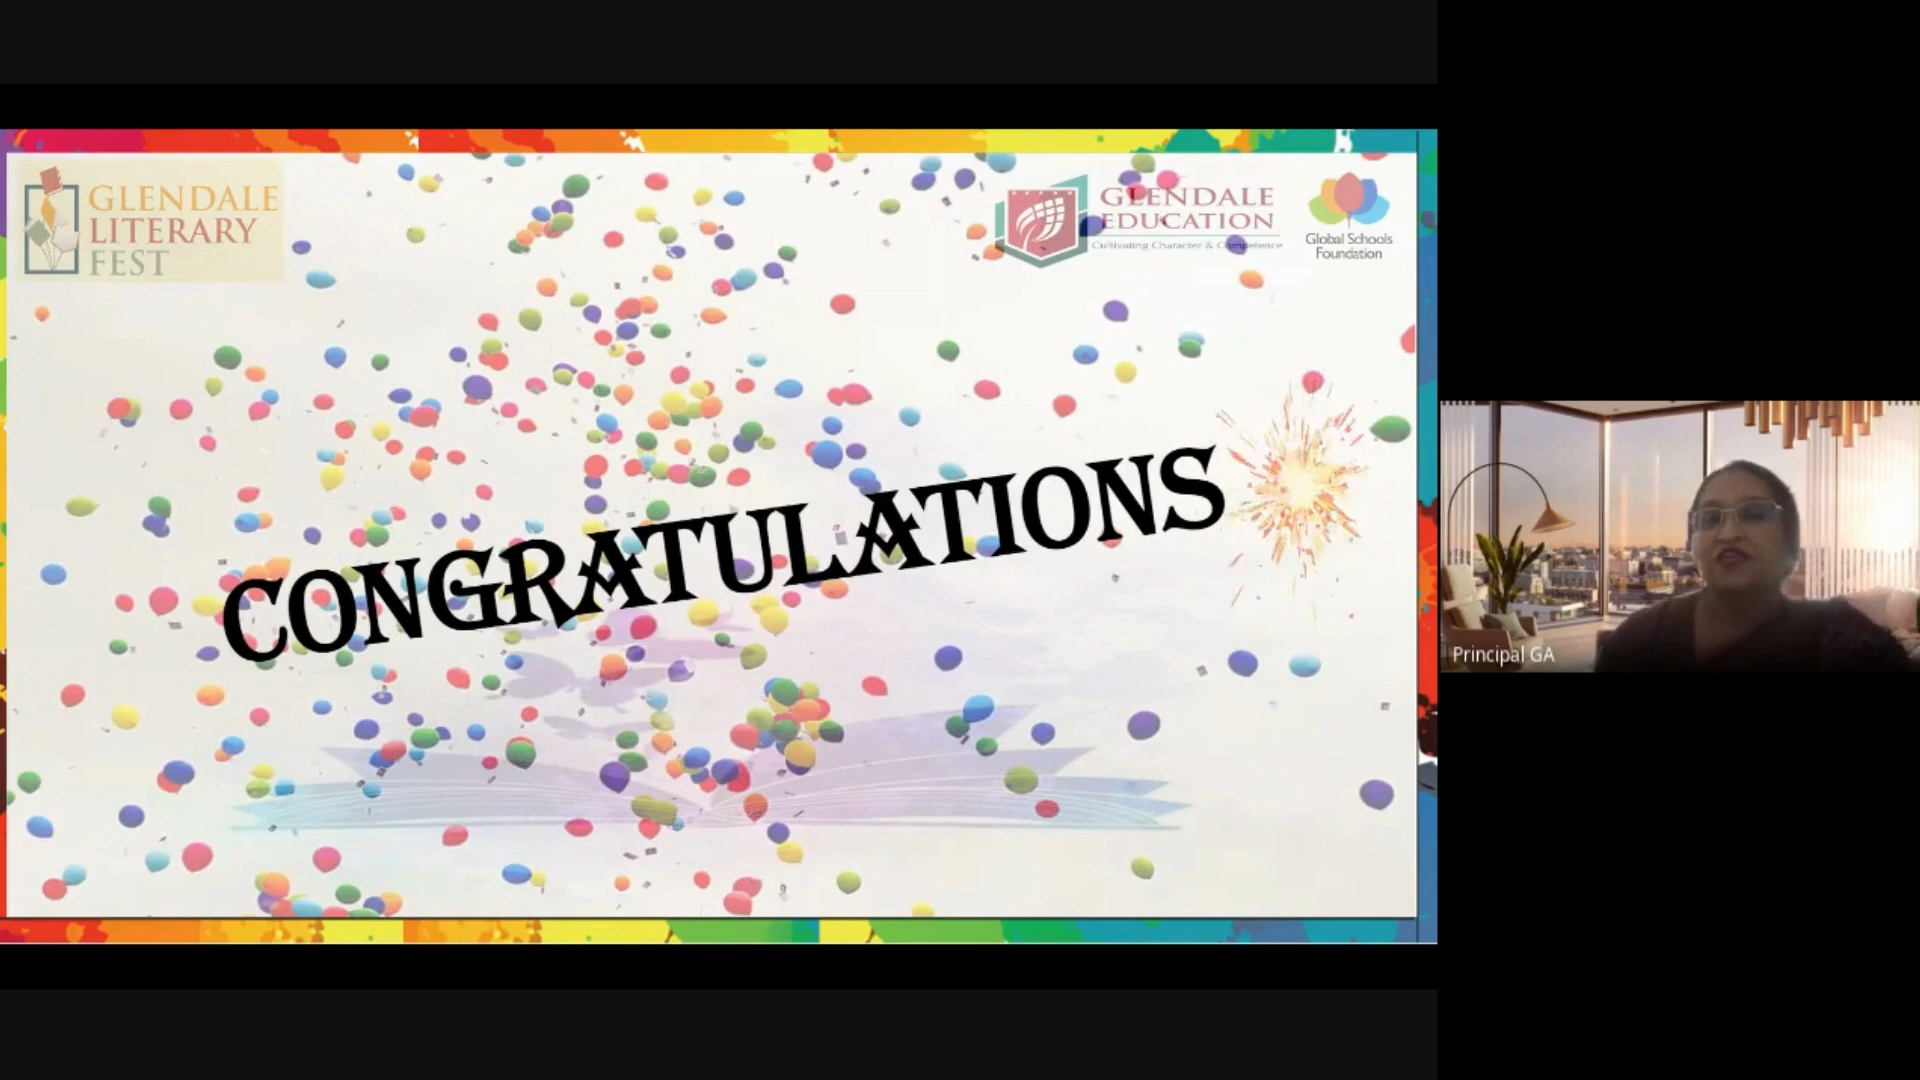 GLENDALE
LITERARY
FEST
GLENDALE
EDUCATION
Cultivating Character & Competence
Global Schools
Foundation
CONGRATULATIONS
Principal GA